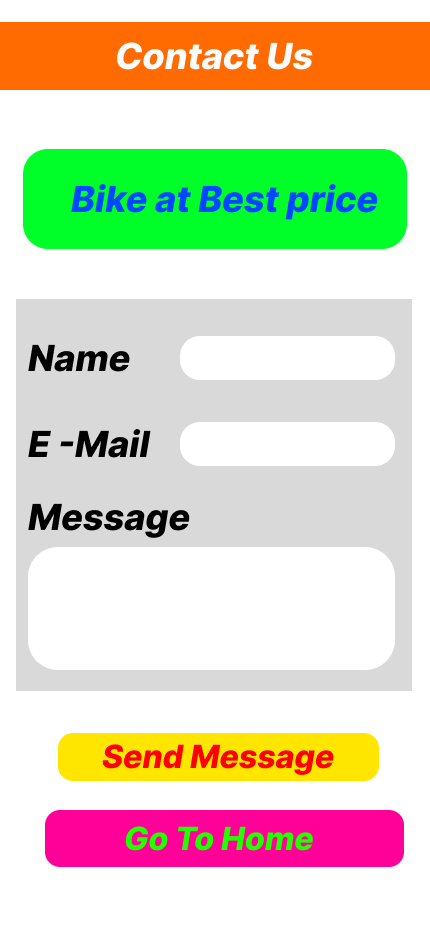 Contact Us
Bike at Best price
Name
E -Mail
Message
Send Message
Go To Home